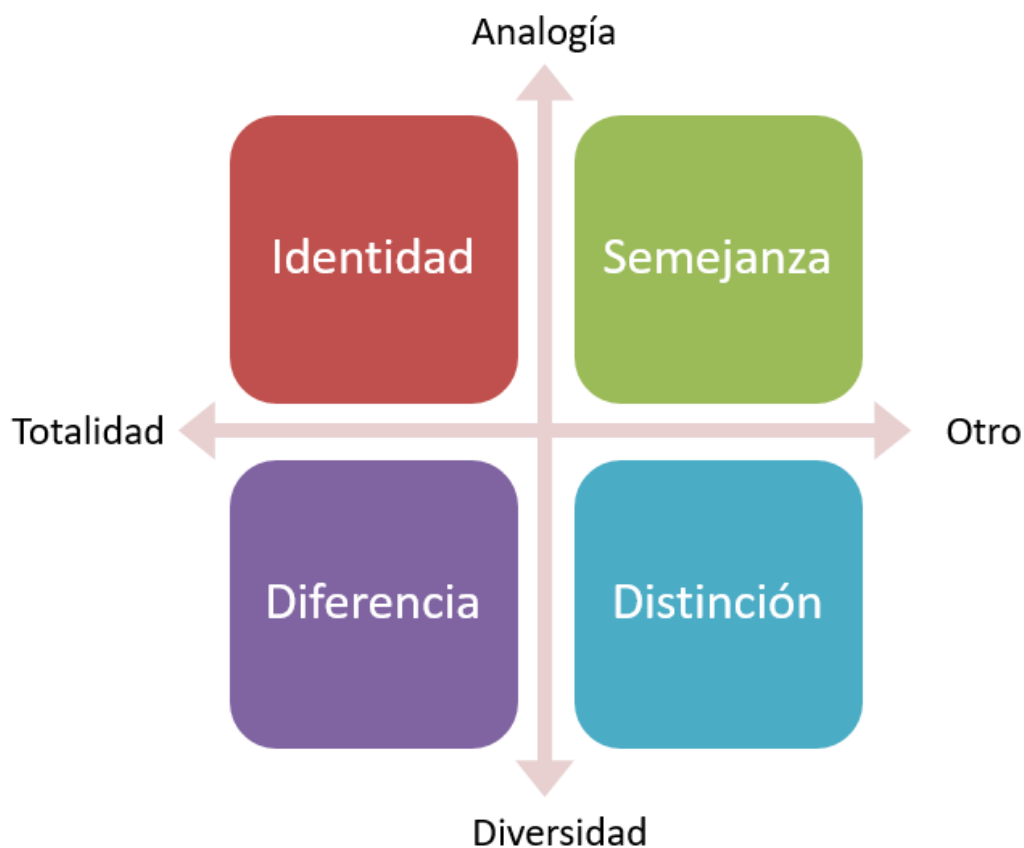 Analogía
Identidad
Semejanza
Totalidad
Otro
Diferencia
Distinción
Diversidad